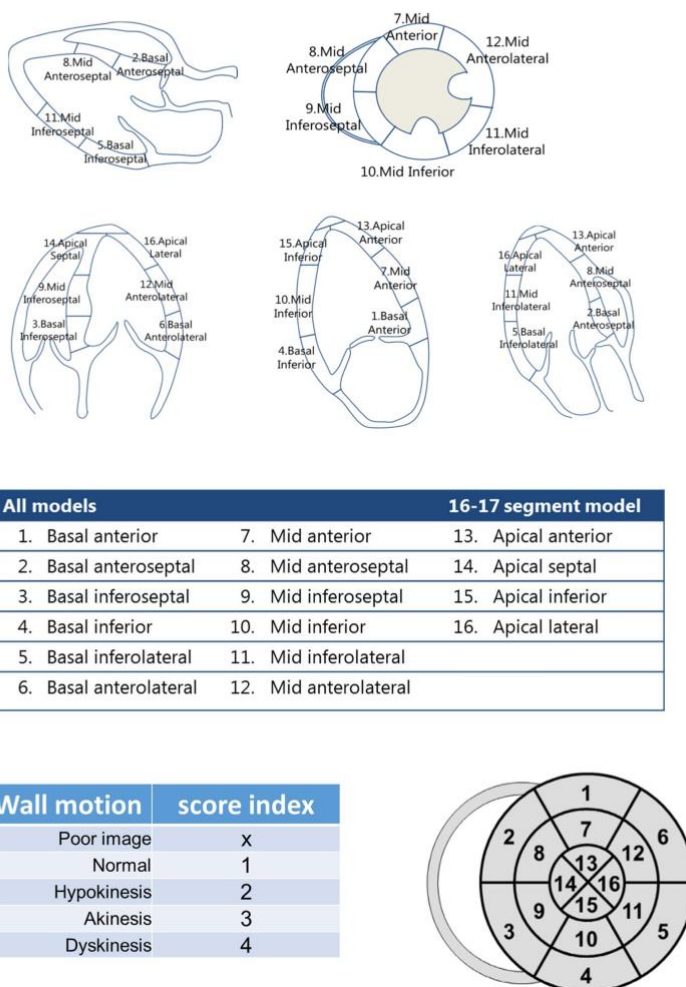 8.Mid
Anteroseptal
2.Basal
Anteroseptal
11.Mid
Inferoseptal
5.Basal
Inferoseptal
7.Mid
Anterior
8.Mid
Anteroseptal
12.Mid
Anterolateral
9.Mid
Inferoseptal
11.Mid
Inferolateral
10.Mid Inferior
14.Apical
Septal
16.Apical
Lateral
9.Mid
Inferoseptal
12.Mid
Anterolateral
3.Basal
Inferoseptal
6.Basal
Anterolateral
15.Apical
Inferior
13.Apical
Anterior
10.Mid
Inferior
7.Mid
Anterior
1.Basal
Anterior
4.Basal
Inferior
16.Apical
Lateral
13.Apical
Anterior
11.Mid
Inferolateral
8.Mid
Anteroseptal
5.Basal
Inferolateral
2.Basal
Anteroseptal
All models 16-17 segment model
1. Basal anterior 7. Mid anterior 13. Apical anterior
2. Basal anteroseptal 8. Mid anteroseptal 14. Apical septal
3. Basal inferoseptal 9. Mid inferoseptal 15. Apical inferior
4. Basal inferior 10. Mid inferior 16. Apical lateral
5. Basal inferolateral 11. Mid inferolateral
6. Basal anterolateral 12. Mid anterolateral
Wall motion score index
Poor image x
Normal 1
Hypokinesis 2
Akinesis 3
Dyskinesis 4
1
2 7 6
8 12
13
14 16
15
9 11
3 10 5
4